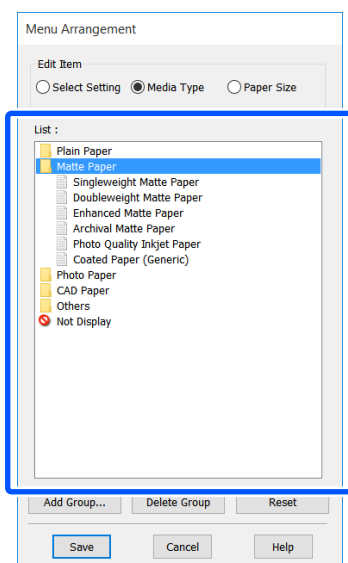 Menu Arrangement
Edit Item
Select Setting Media Type Paper Size
List :
Plain Paper
Matte Paper
Singleweight Matte Paper
Doubleweight Matte Paper
Enhanced Matte Paper
Archival Matte Paper
Photo Quality Inkjet Paper
Coated Paper (Generic)
Photo Paper
CAD Paper
Others
Not Display
Add Group... Delete Group Reset
Save Cancel Help